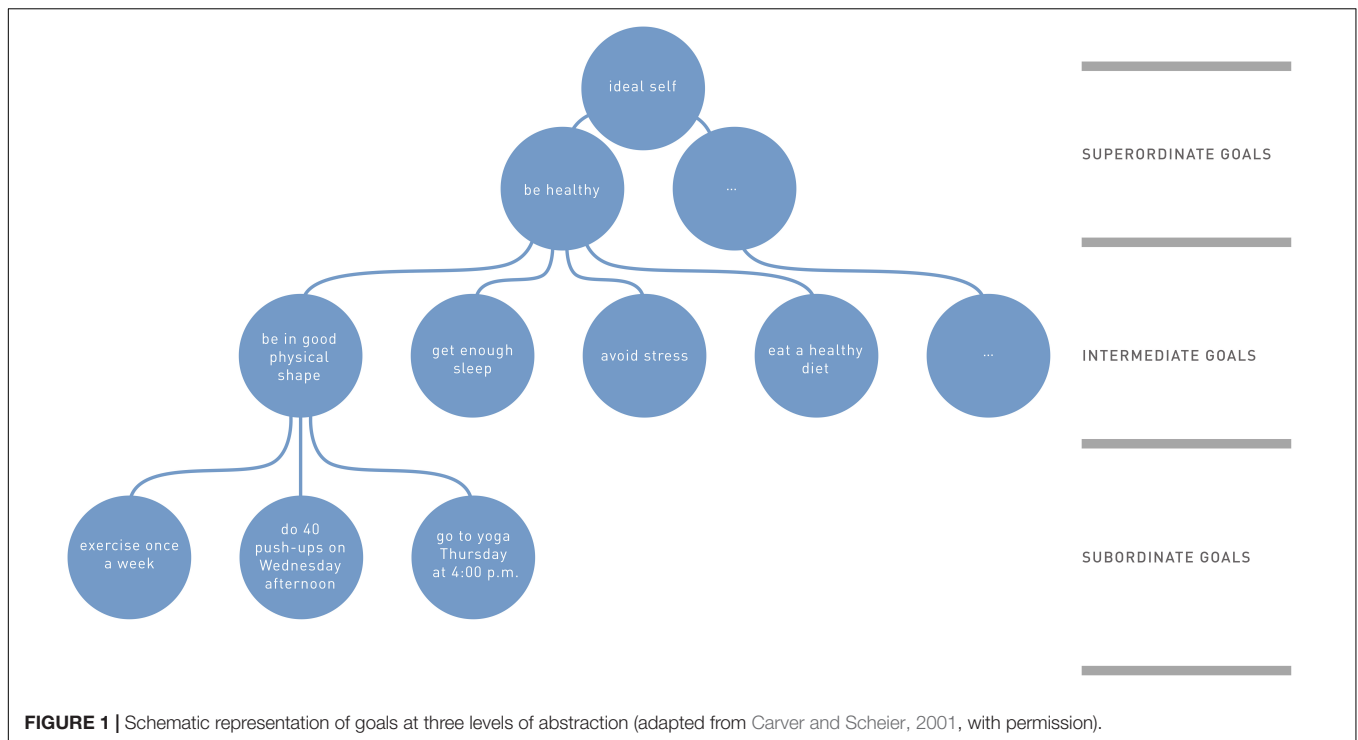 ideal self
be healthy
...
SUPERORDINATE GOALS
be in good
physical
shape
get enough
sleep
avoid stress
eat a healthy
diet
...
INTERMEDIATE GOALS
exercise once
a week
do 40
push-ups on
Wednesday
afternoon
go to yoga
Thursday
at 4:00 p.m.
SUBORDINATE GOALS
FIGURE 1 | Schematic representation of goals at three levels of abstraction (adapted from Carver and Scheier, 2001, with permission).